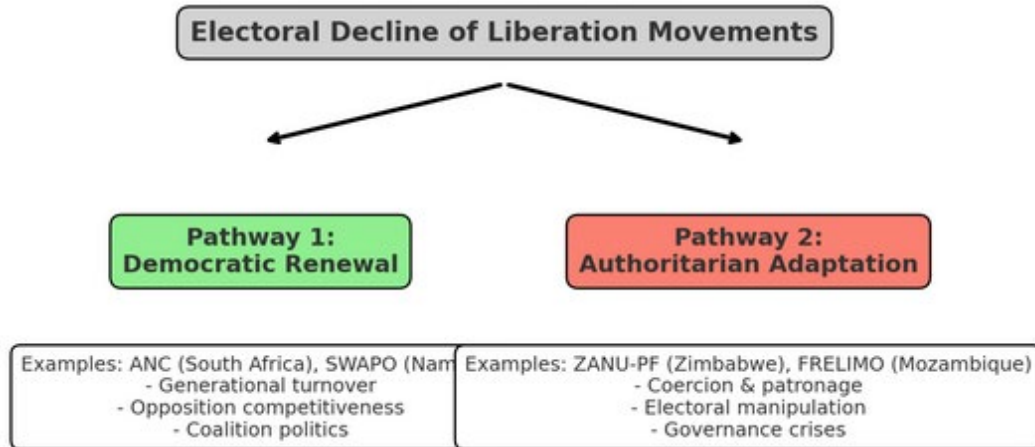 Electoral Decline of Liberation Movements
Pathway 1:
Democratic Renewal
Pathway 2:
Authoritarian Adaptation
Examples: ANC (South Africa), SWAPO (Nam
- Generational turnover
- Opposition competitiveness
- Coalition politics
Examples: ZANU-PF (Zimbabwe), FRELIMO (Mozambique)
- Coercion & patronage
- Electoral manipulation
- Governance crises